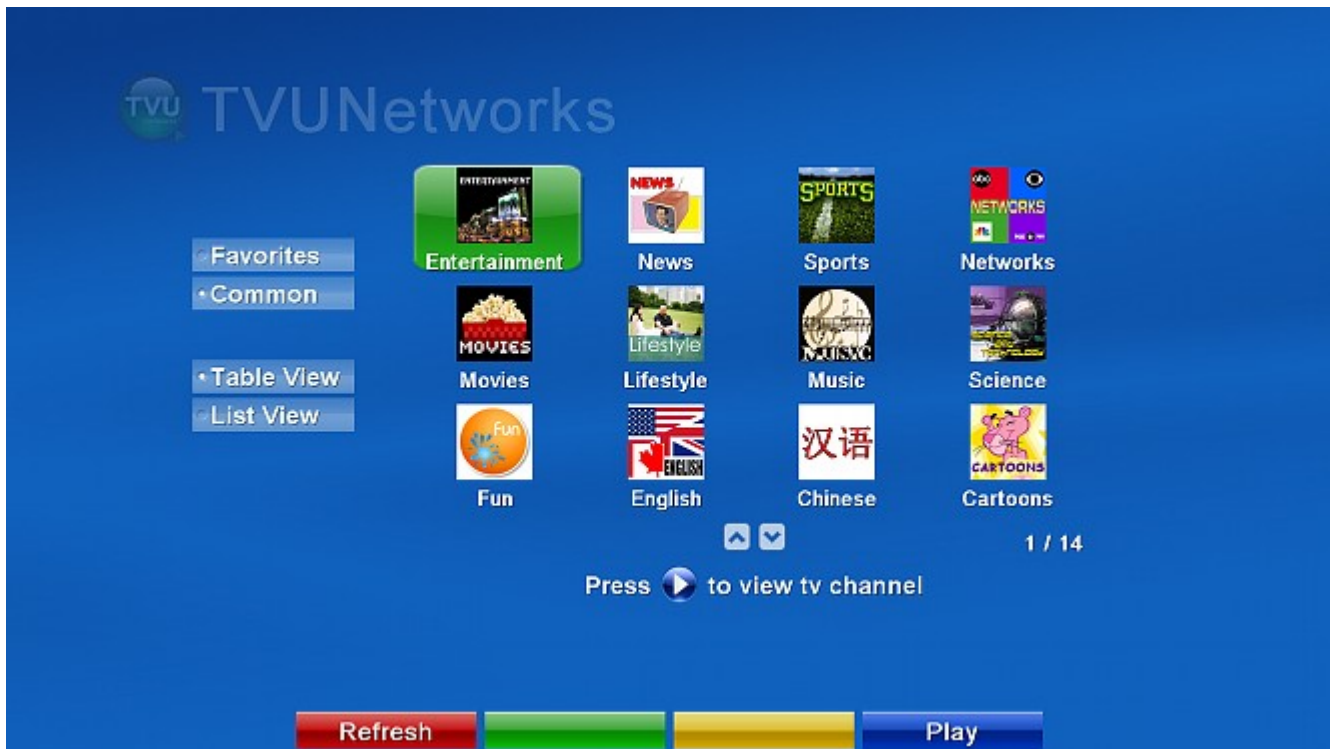 TVU TVUNetworks
ENTERTAINMENT
NEWS
SPORTS
abc
NETWORKS
Entertainment News Sports Networks
Favorites
Common
MOVIES
Lifestyle
MUSIC
Movies Lifestyle Music Science
Table View
List View
Fun
ENGLISH
汉语
CARTOONS
Fun English Chinese Cartoons
1 / 14
Press to view tv channel
Refresh Play